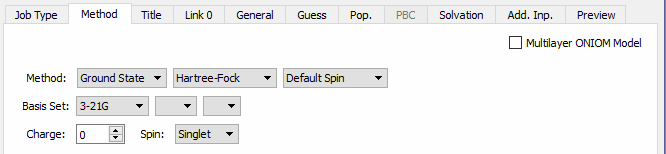 Job Type Method Title Link 0 General Guess Pop. PBC Solvation Add. Inp. Preview
Multilayer ONIOM Model
Method: Ground State Hartree-Fock Default Spin
Basis Set: 3-21G
Charge: 0 Spin: Singlet